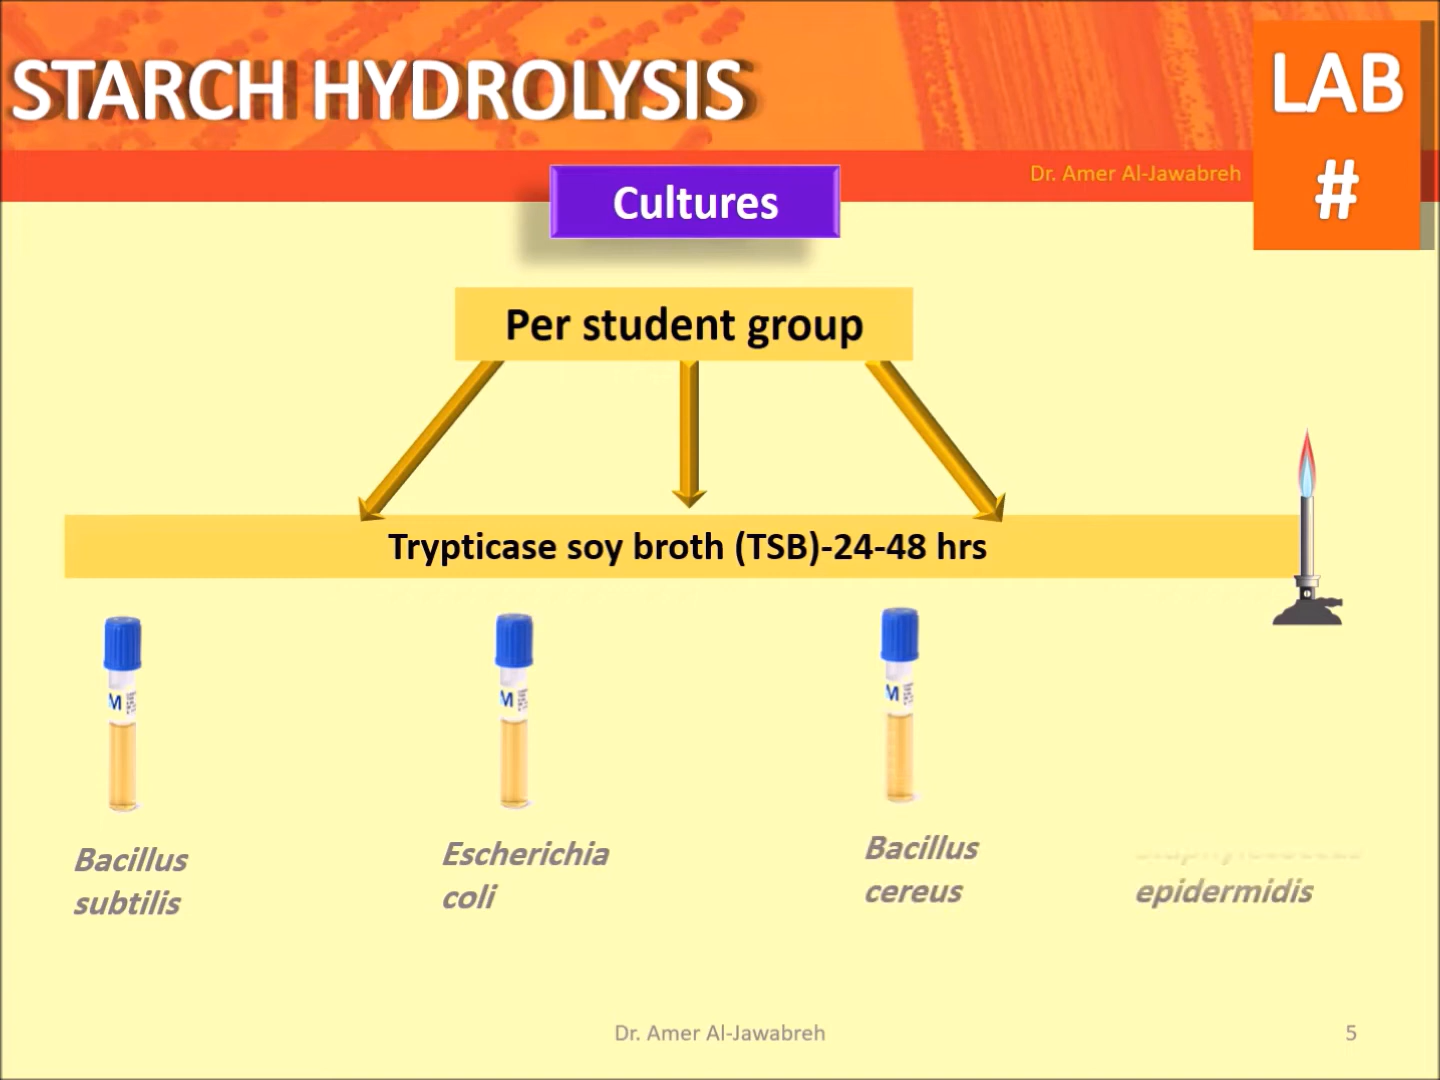 STARCH HYDROLYSIS
LAB
#
Dr. Amer Al-Jawabreh
Cultures
Per student group
Trypticase soy broth (TSB)-24-48 hrs
M
M
M
Bacillus
subtilis
Escherichia
coli
Bacillus
cereus
epidermidis
Dr. Amer Al-Jawabreh
5